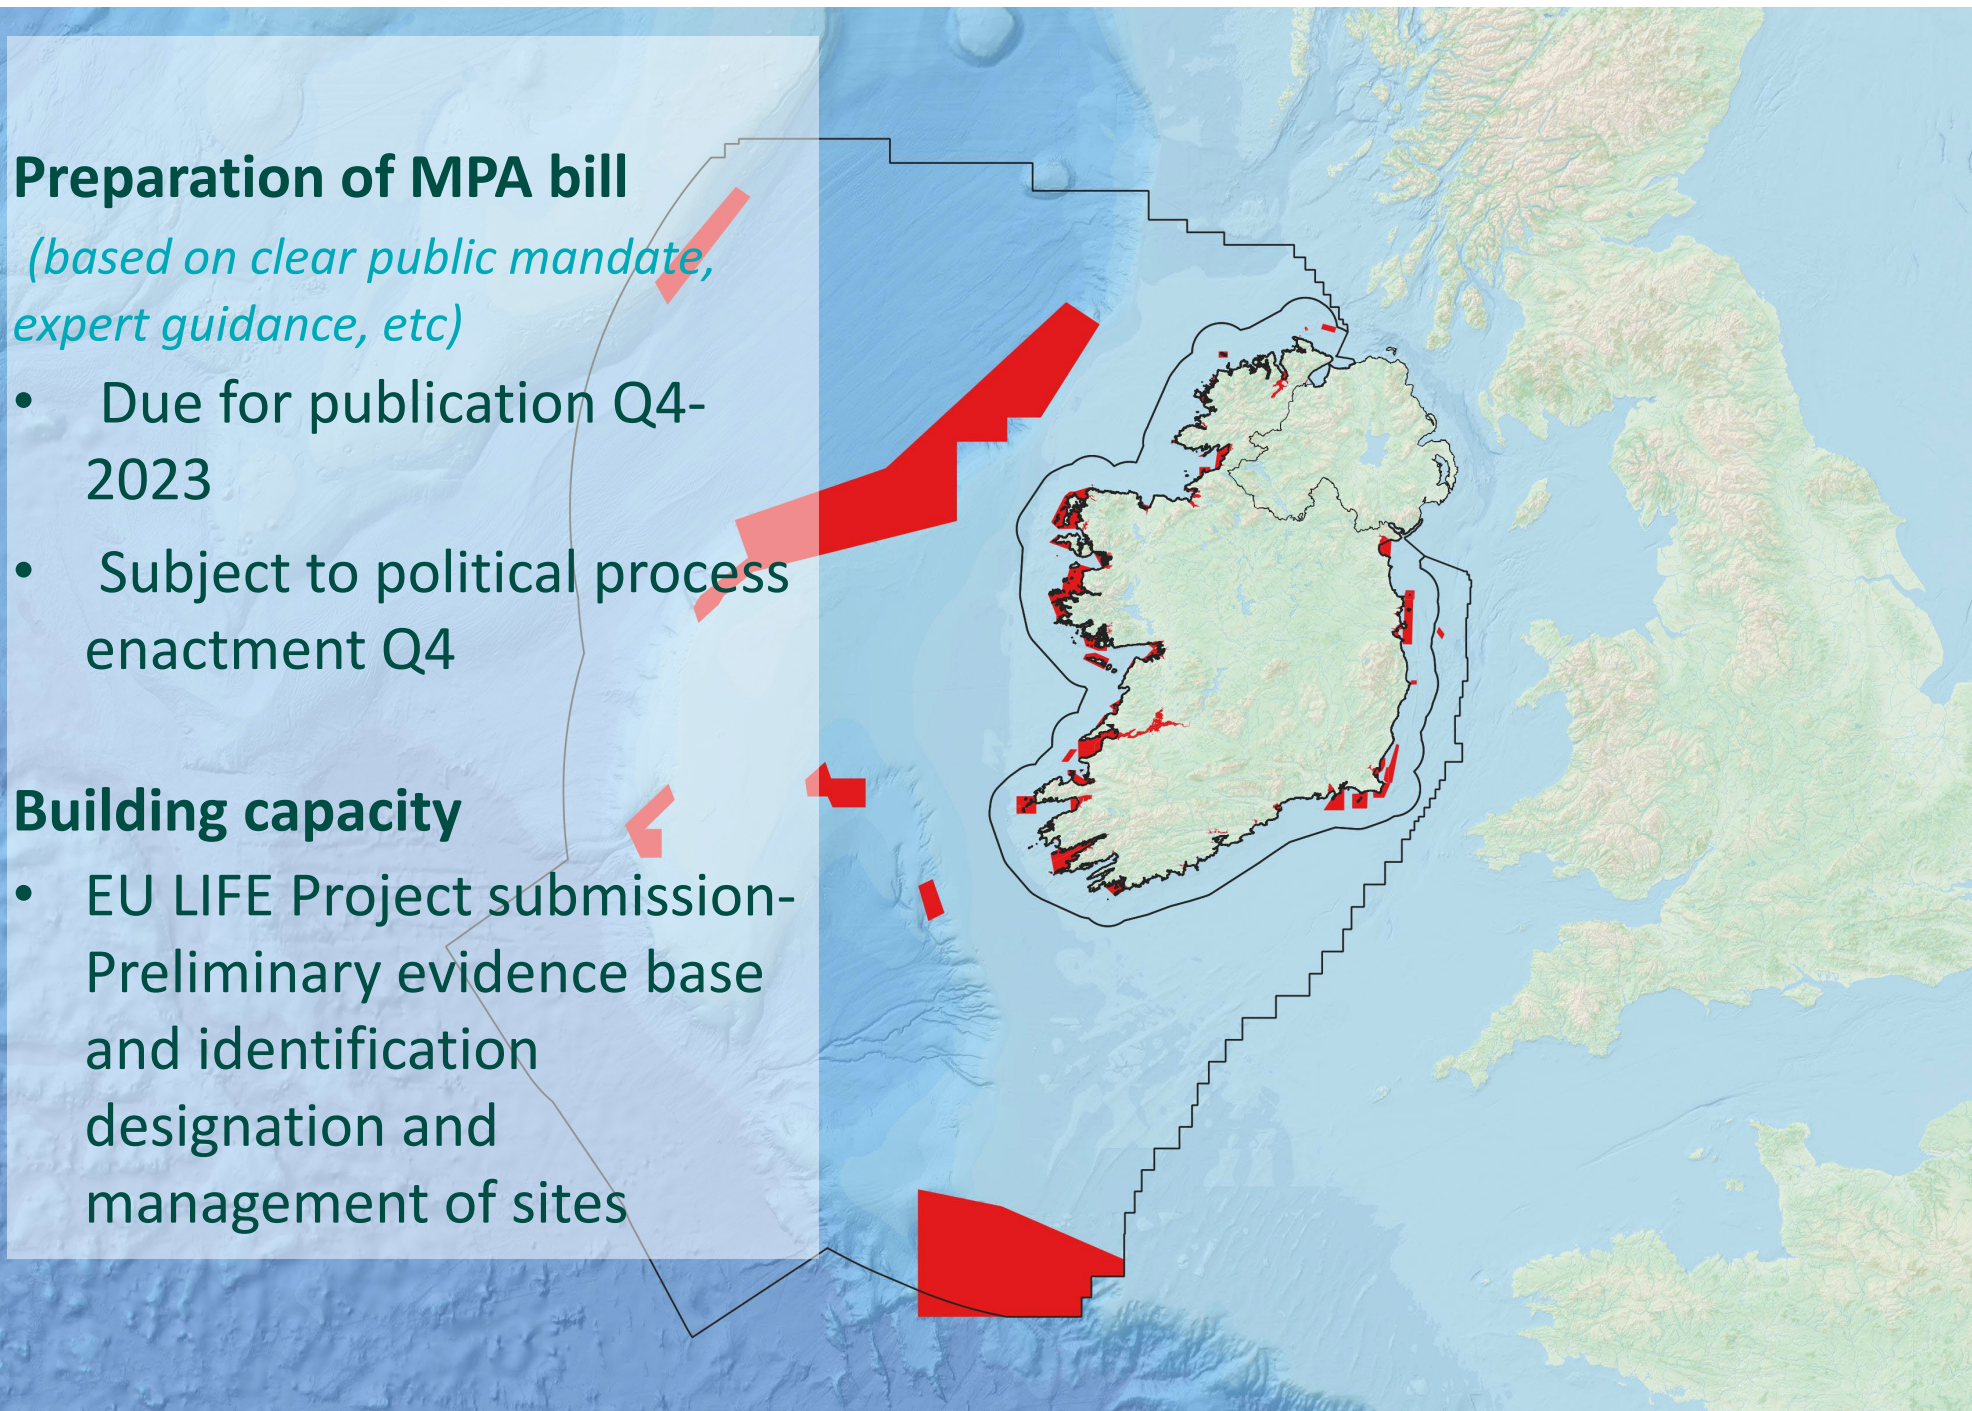 Preparation of MPA bill
(based on clear public mandate,
expert guidance, etc)
• Due for publication Q4-
2023
• Subject to political process
enactment Q4
Building capacity
• EU LIFE Project submission-
Preliminary evidence base
and identification
designation and
management of sites